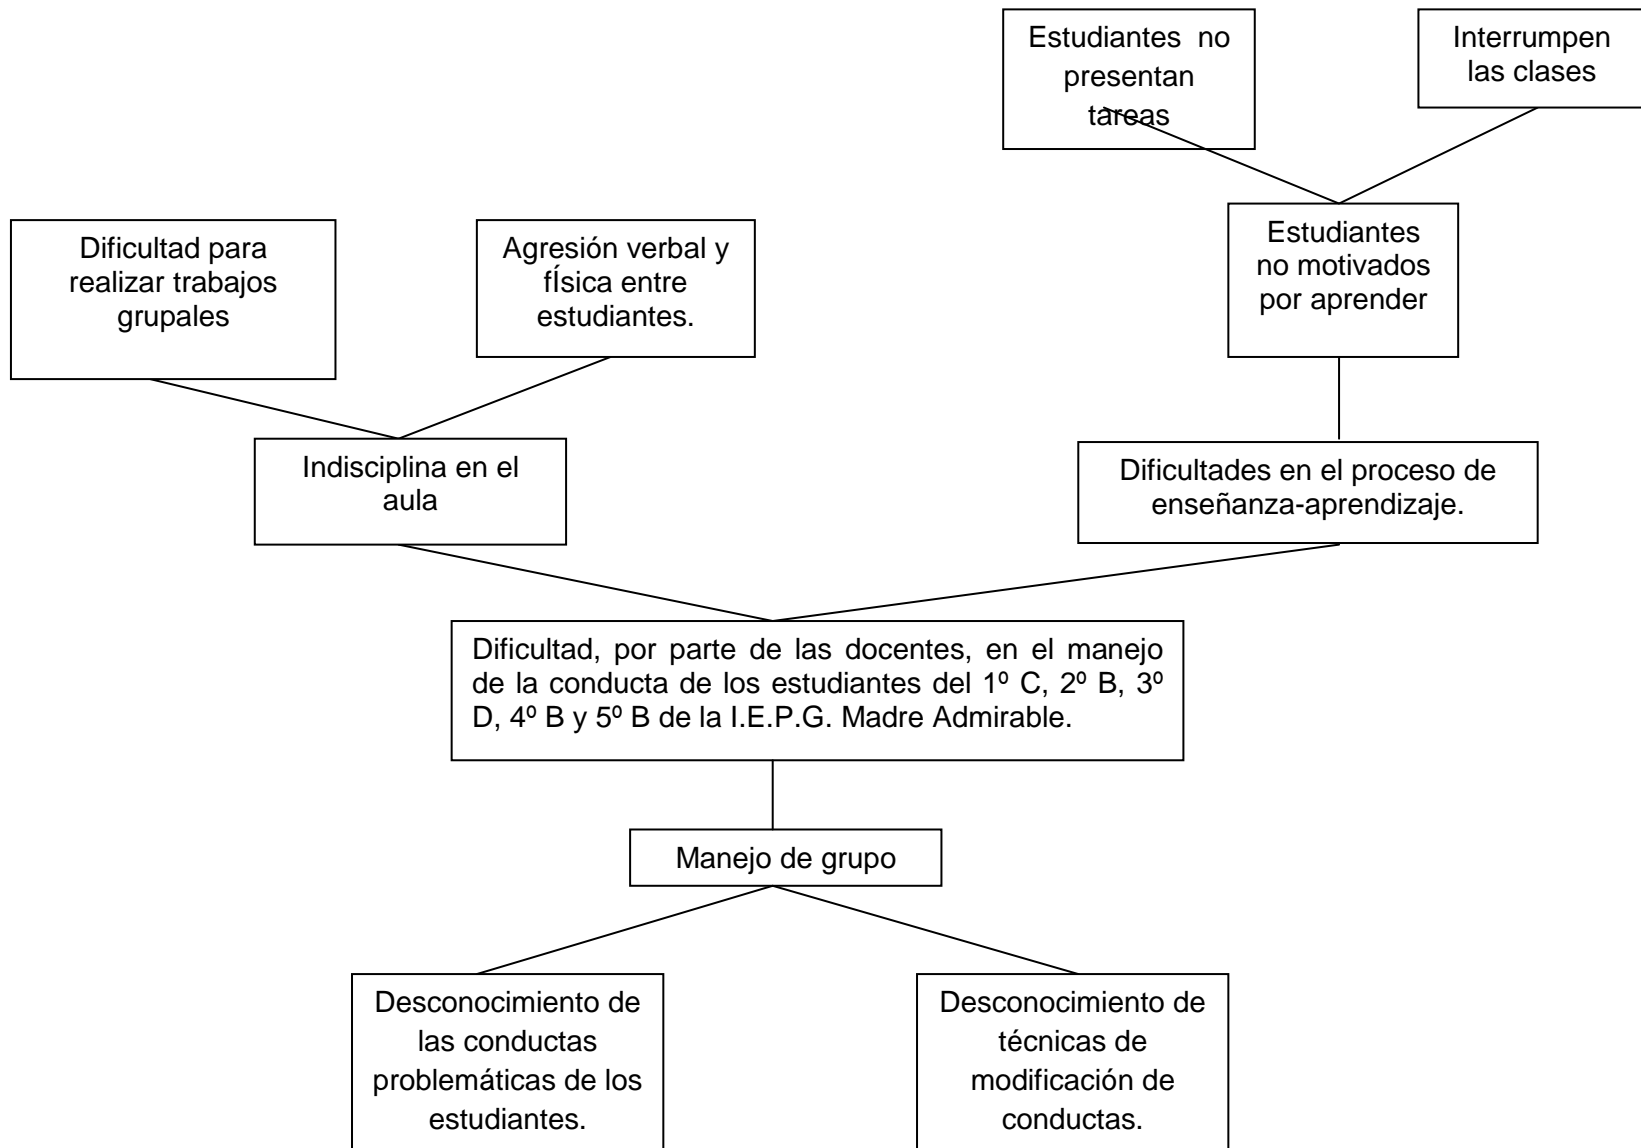 Estudiantes no
presentan
tareas
Interrumpen
las clases
Dificultad para
realizar trabajos
grupales
Agresión verbal y
fÍsica entre
estudiantes.
Estudiantes
no motivados
por aprender
Indisciplina en el
aula
Dificultades en el proceso de
enseñanza-aprendizaje.
Dificultad, por parte de las docentes, en el manejo
de la conducta de los estudiantes del 1º C, 2º B, 3º
D, 4º B y 5º B de la I.E.P.G. Madre Admirable.
Manejo de grupo
Desconocimiento de
las conductas
problemáticas de los
estudiantes.
Desconocimiento de
técnicas de
modificación de
conductas.